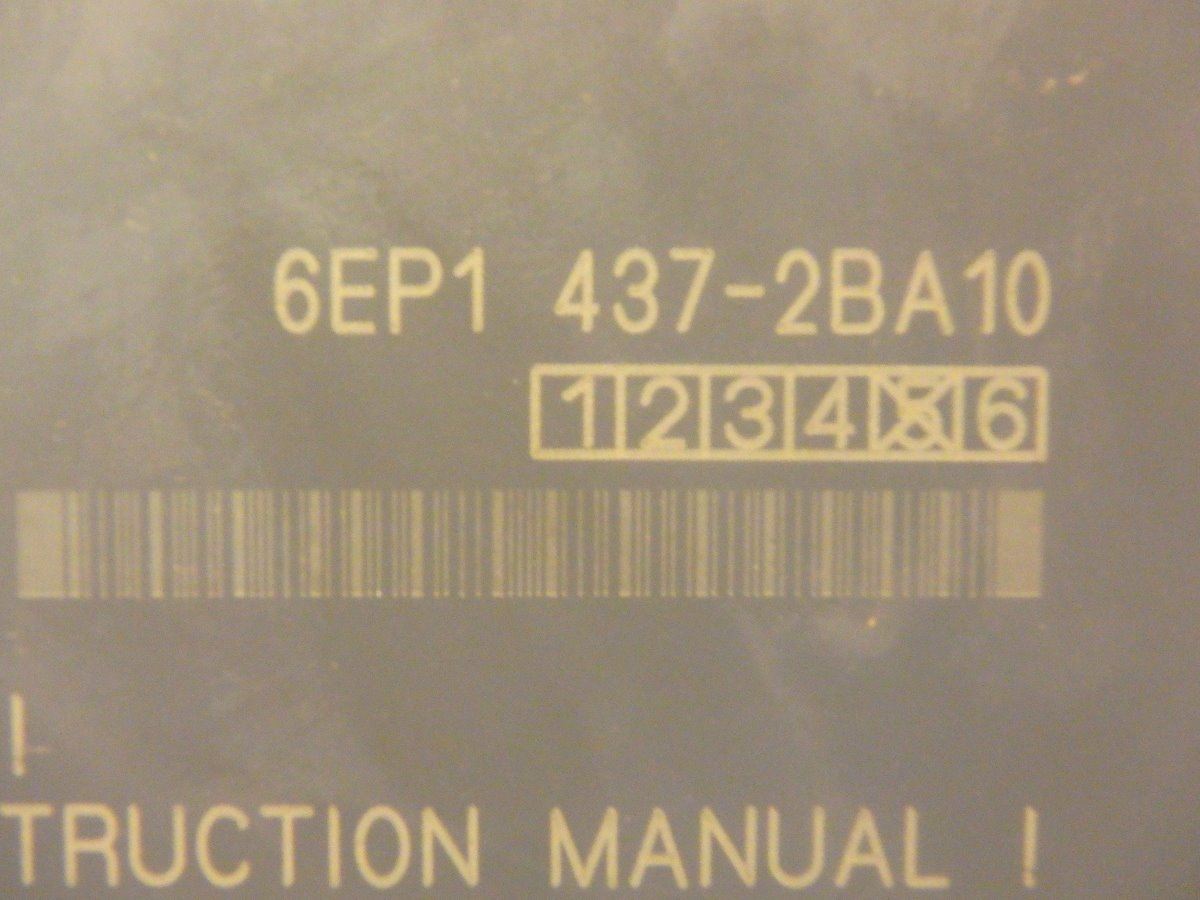 6EP1 437-2BA10
1 2 3 4 5 6
!
TRUCTION MANUAL !